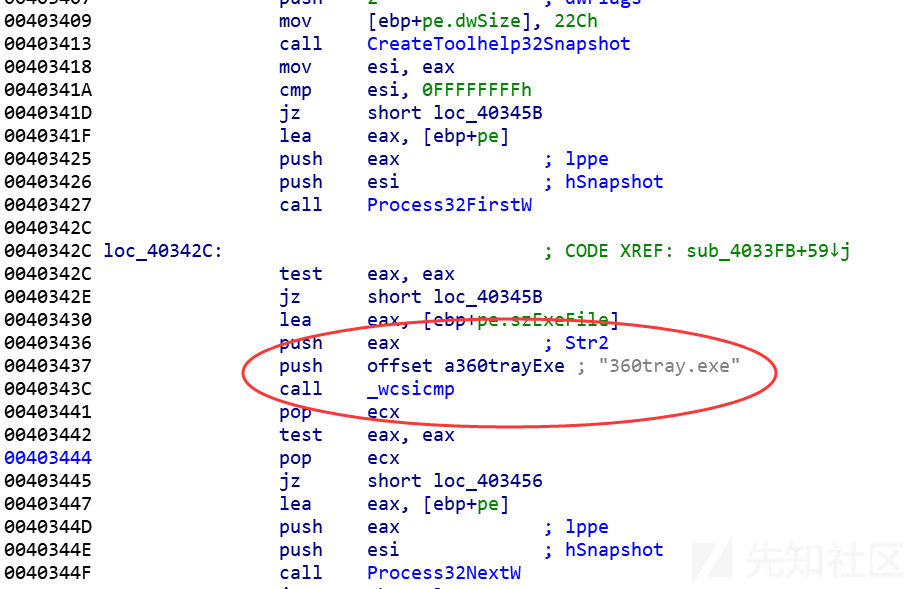 00403407 push 2 ; dwFlags
00403409 mov [ebp+pe.dwSize], 22Ch
00403413 call CreateToolhelp32Snapshot
00403418 mov esi, eax
0040341A cmp esi, 0FFFFFFFFh
0040341D jz short loc_40345B
0040341F lea eax, [ebp+pe]
00403425 push eax ; lppe
00403426 push esi ; hSnapshot
00403427 call Process32FirstW
0040342C
0040342C loc_40342C: ; CODE XREF: sub_4033FB+59↓j
0040342C test eax, eax
0040342E jz short loc_40345B
00403430 lea eax, [ebp+pe.szExeFile]
00403436 push eax ; Str2
00403437 push offset a360trayExe ; "360tray.exe"
0040343C call _wcsicmp
00403441 pop ecx
00403442 test eax, eax
00403444 pop ecx
00403445 jz short loc_403456
00403447 lea eax, [ebp+pe]
0040344D push eax ; lppe
0040344E push esi ; hSnapshot
0040344F call Process32NextW
先知社区